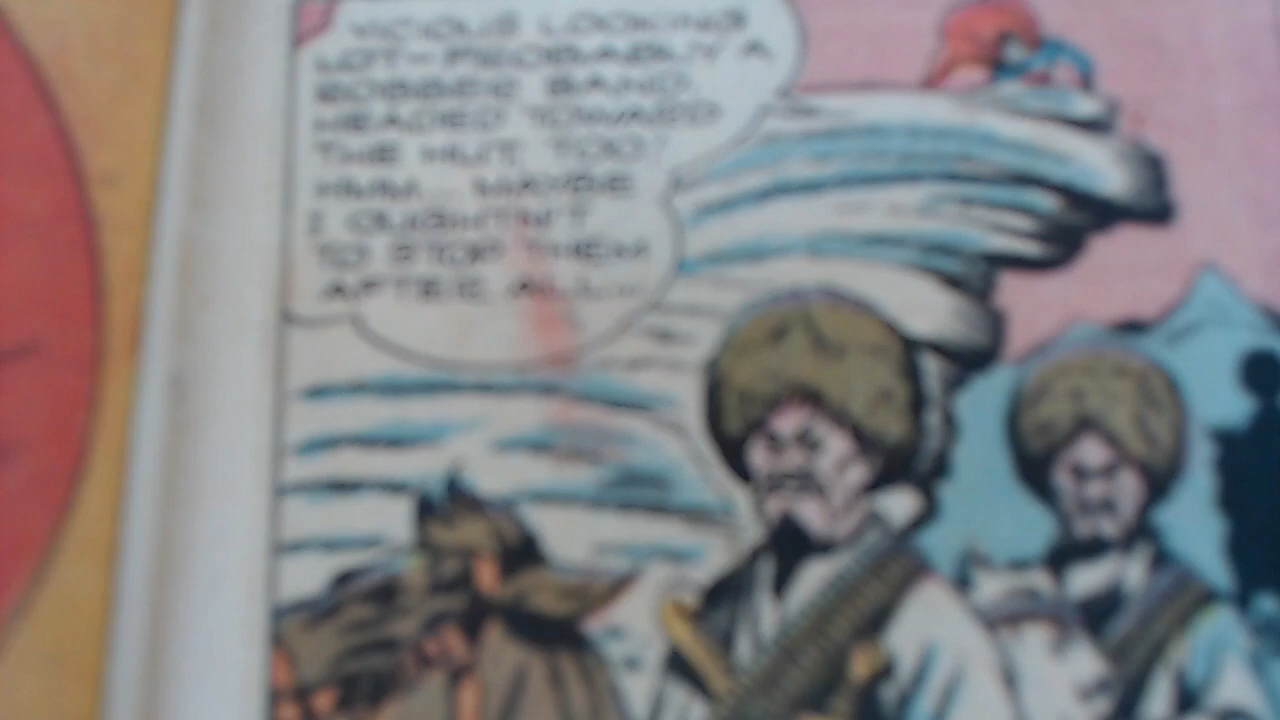 VICIOUS LOOKING
LOT- PROBABLY A
ROBBER BAND,
HEADED TOWARD
THE HUT, TOO!
HMM... MAYBE
I OUGHTN'T
TO STOP THEM
AFTER ALL...